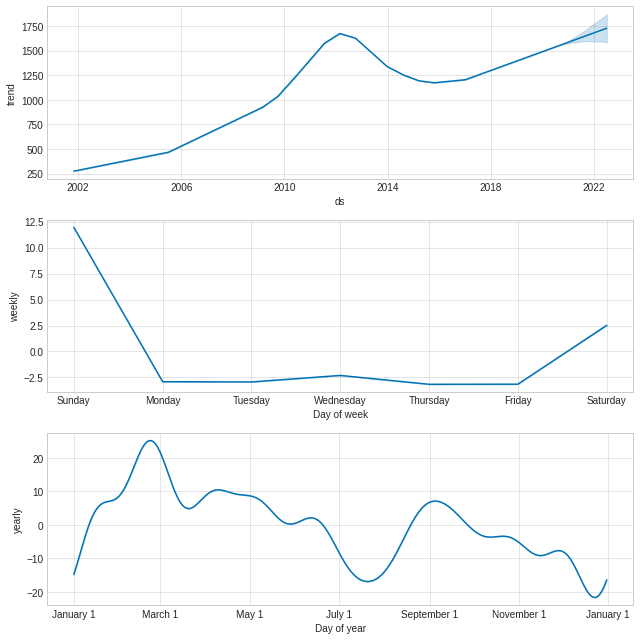 1750
1500
1250
1000
750
500
250
trend
2002 2006 2010 2014 2018 2022
ds
12.5
10.0
7.5
5.0
2.5
0.0
−2.5
weekly
Sunday Monday Tuesday Wednesday Thursday Friday Saturday
Day of week
20
10
0
−10
−20
yearly
January 1 March 1 May 1 July 1 September 1 November 1 January 1
Day of year